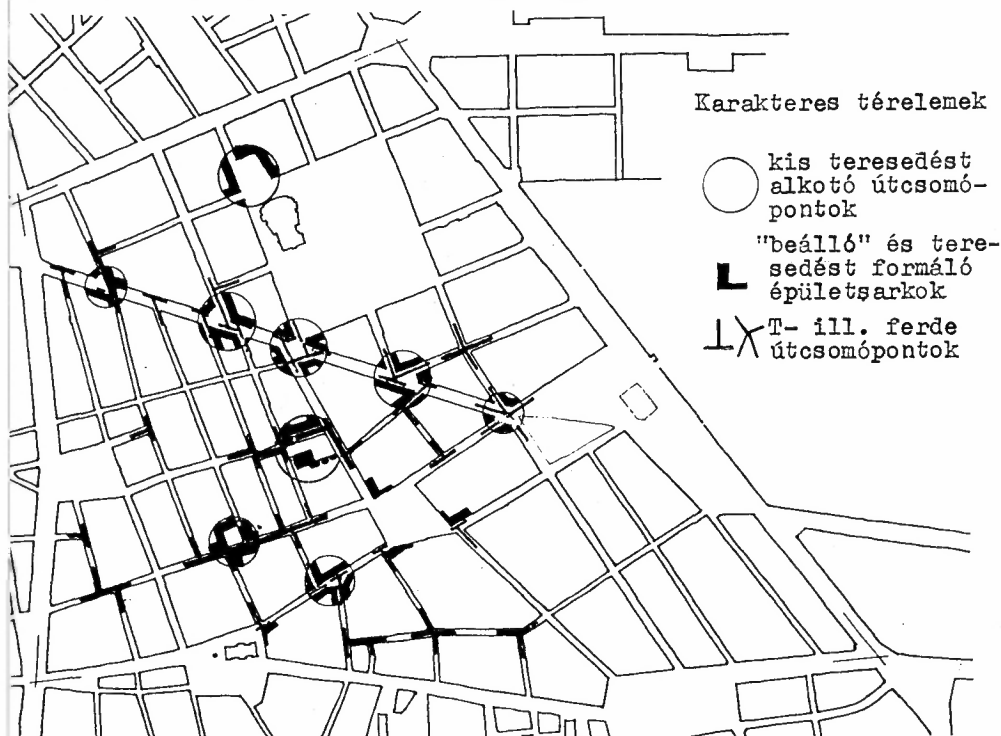 Karakteres térelemek
kis teresedést
alkotó útcsomó-
pontok
"beálló" és tere-
sedést formáló
épületsarkok
T- ill. ferde
útcsomópontok